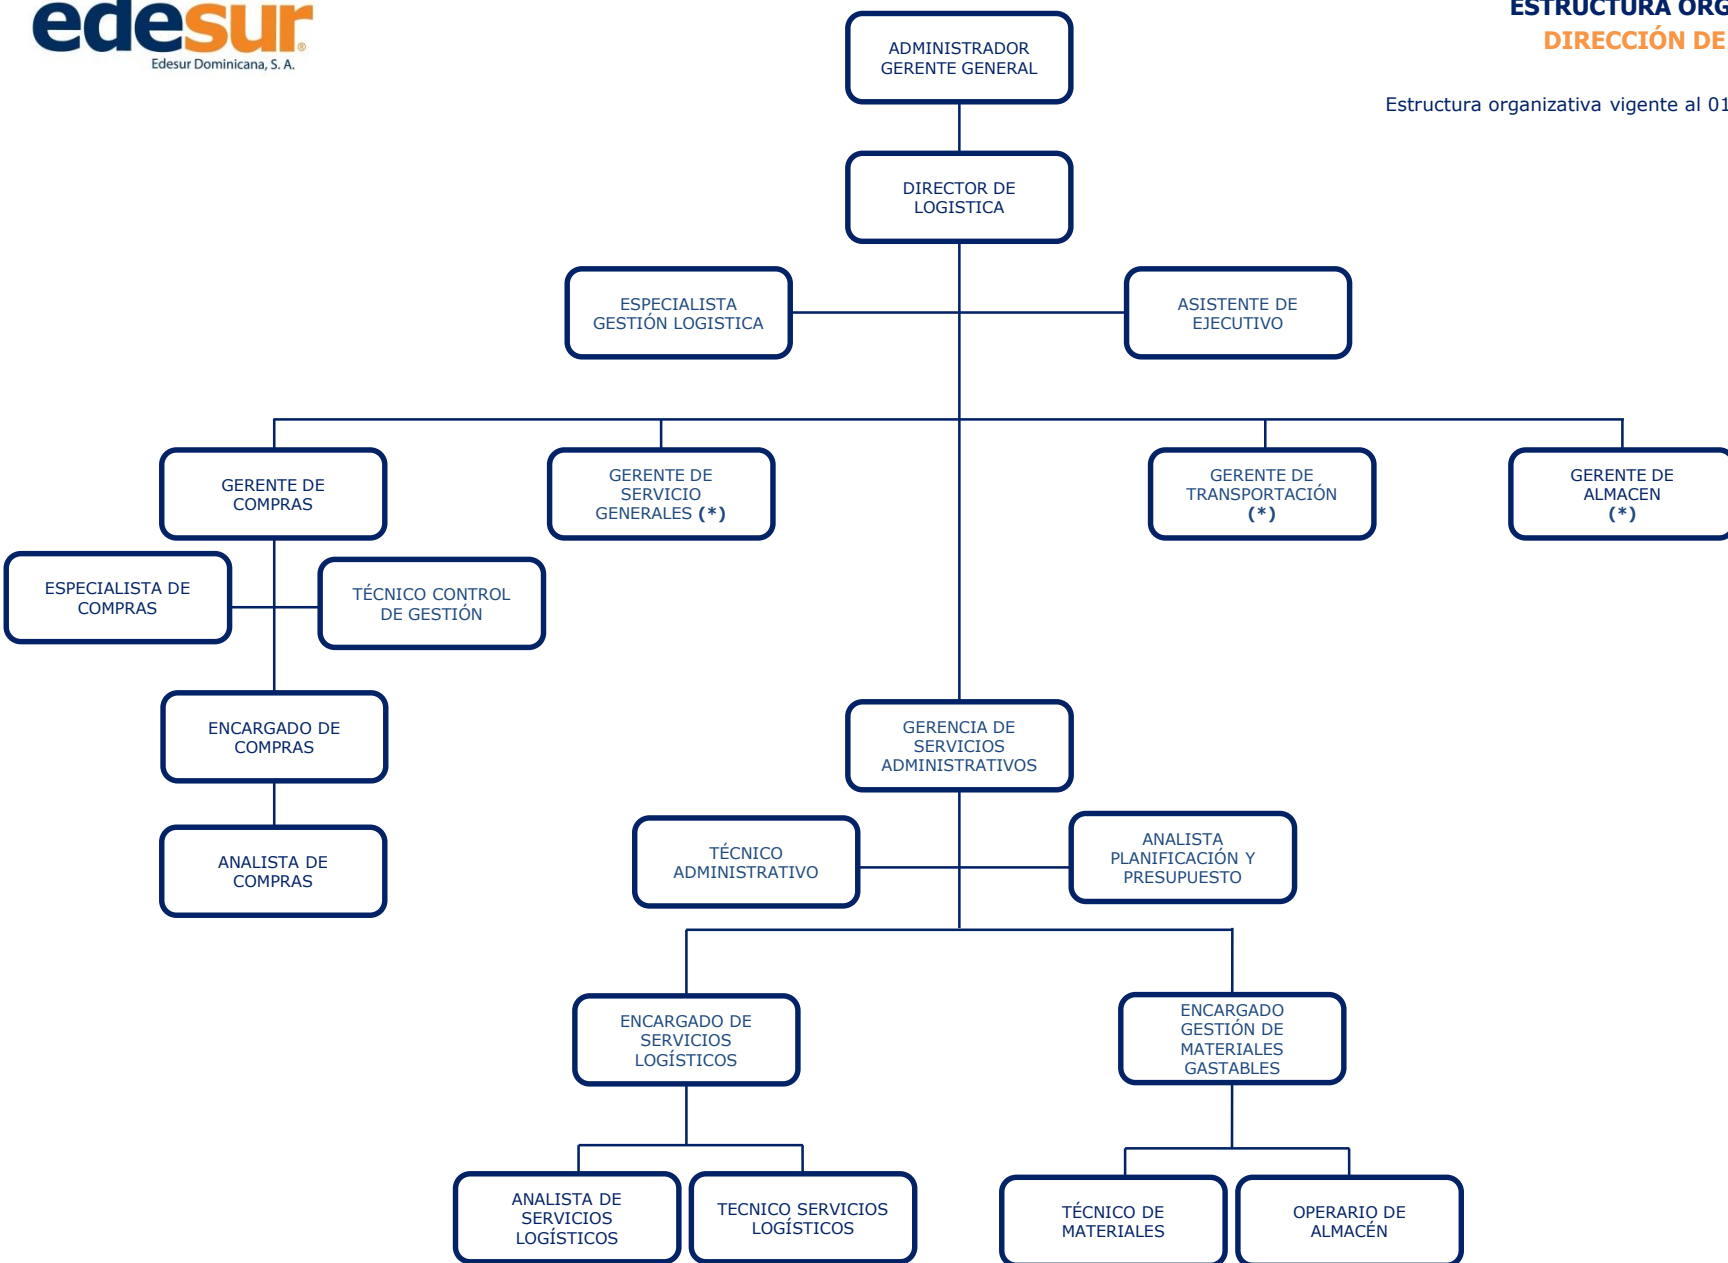 edesur
Edesur Dominicana, S. A.
ESTRUCTURA
DIRECCIÓN DE
Estructura organizativa vigente al 01
ADMINISTRADOR
GERENTE GENERAL
DIRECTOR DE
LOGISTICA
ESPECIALISTA
GESTIÓN LOGISTICA
ASISTENTE DE
EJECUTIVO
GERENTE DE
COMPRAS
GERENTE DE
SERVICIO
GENERALES (*)
GERENTE DE
TRANSPORTACIÓN
(*)
GERENTE DE
ALMACEN
(*)
ESPECIALISTA DE
COMPRAS
TÉCNICO CONTROL
DE GESTIÓN
ENCARGADO DE
COMPRAS
GERENCIA DE
SERVICIOS
ADMINISTRATIVOS
ANALISTA DE
COMPRAS
TÉCNICO
ADMINISTRATIVO
ANALISTA
PLANIFICACIÓN Y
PRESUPUESTO
ENCARGADO DE
SERVICIOS
LOGÍSTICOS
ENCARGADO
GESTIÓN DE
MATERIALES
GASTABLES
ANALISTA DE
SERVICIOS
LOGÍSTICOS
TECNICO SERVICIOS
LOGÍSTICOS
TÉCNICO DE
MATERIALES
OPERARIO DE
ALMACÉN